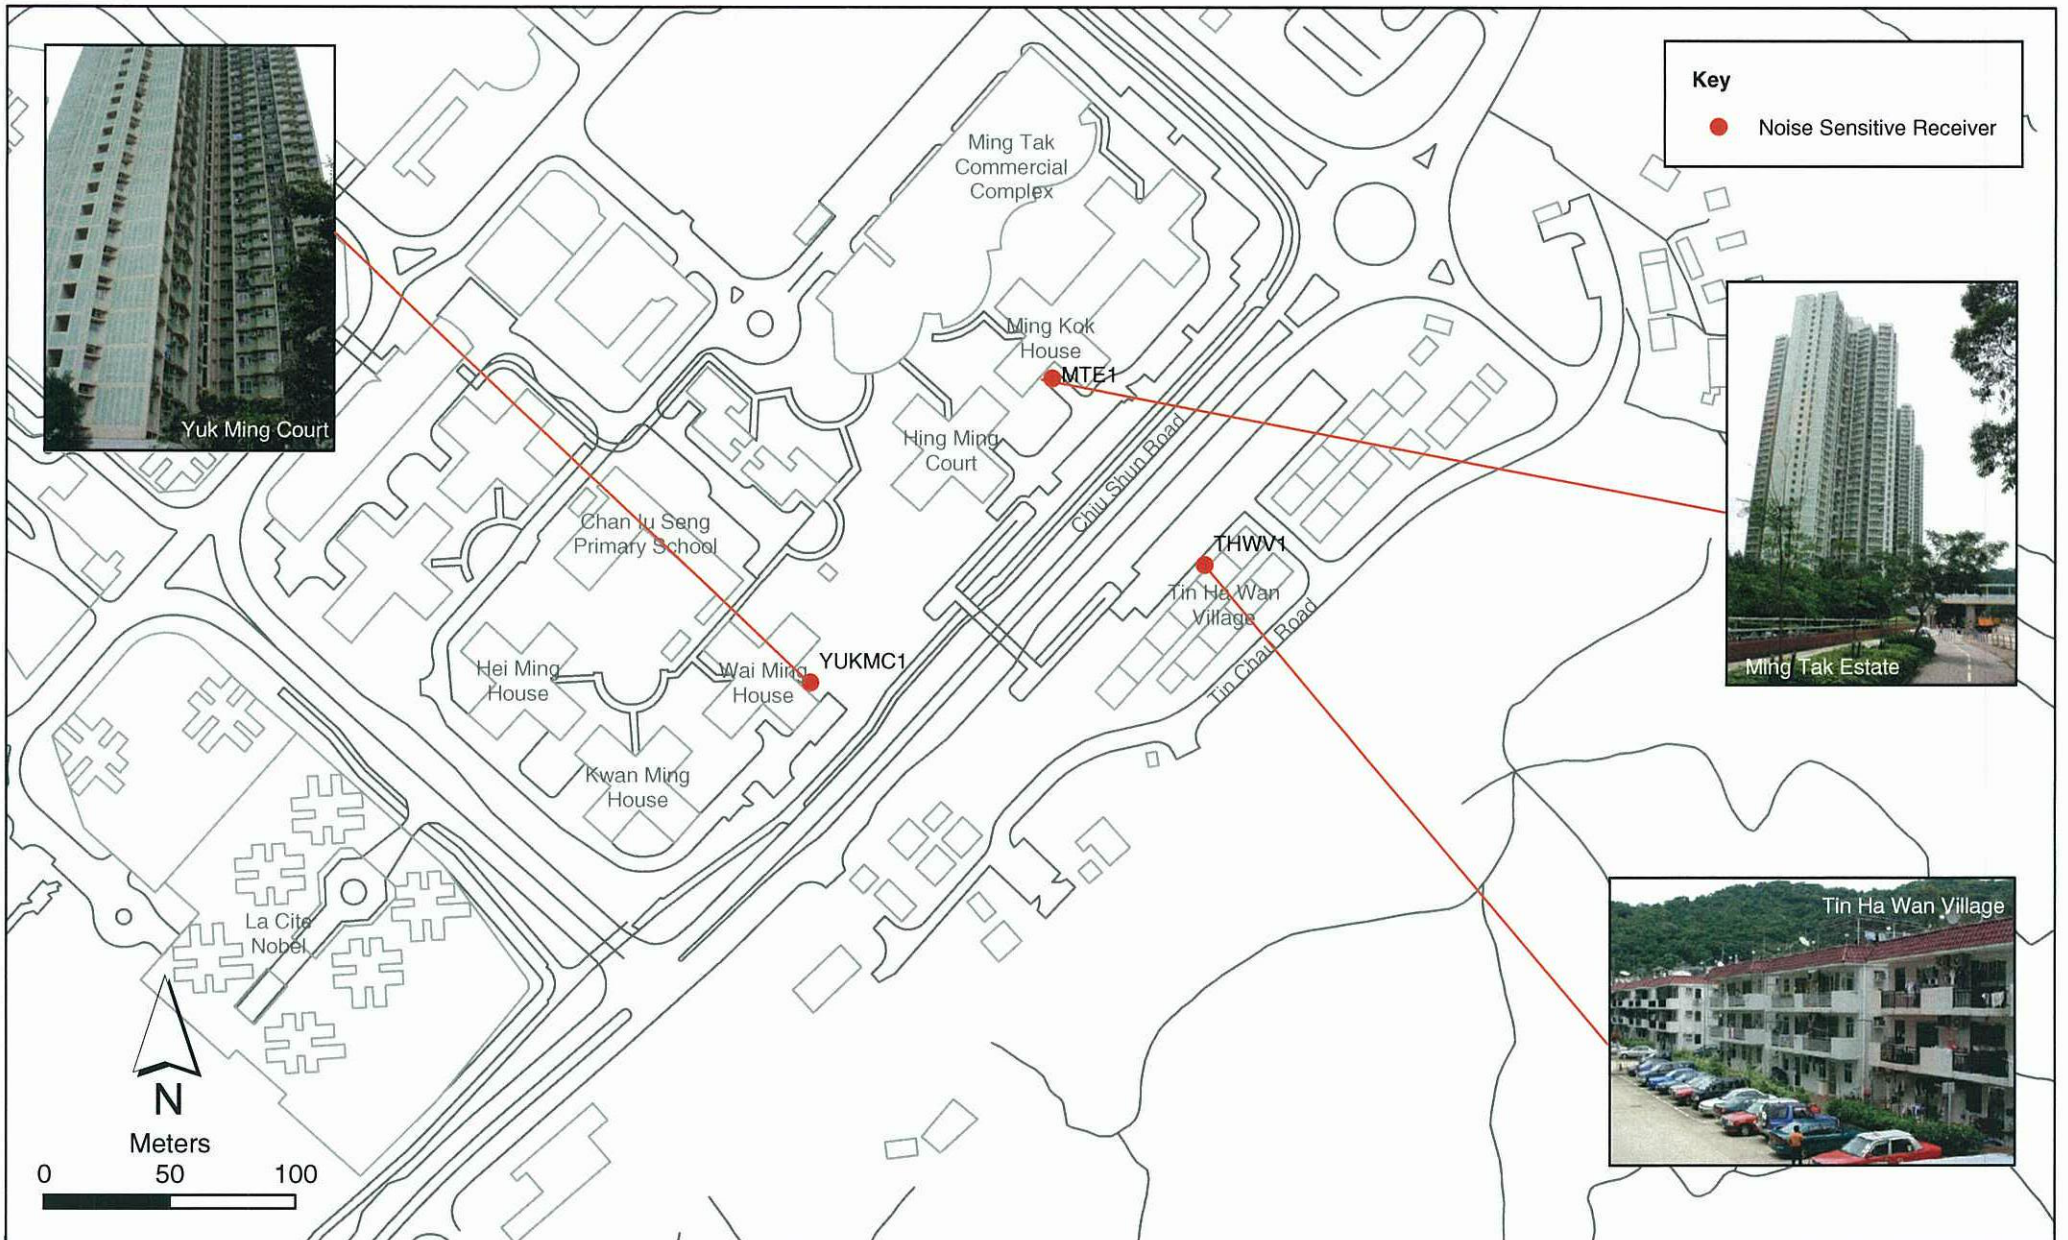 Key
Noise Sensitive Receiver
Ming Tak
Commercial
Complex
Ming Kok
House
MTE1
Yuk Ming Court
Hing Ming
Court
Chiu Shun Road
Chan Iu Seng
Primary School
THWV1
Tin Ha Wan
Village
Tin Chau Road
YUKMC1
Hei Ming
House
Wai Ming
House
Ming Tak Estate
Kwan Ming
House
La Cite
Nobel
Tin Ha Wan Village
N
Meters
0 50 100